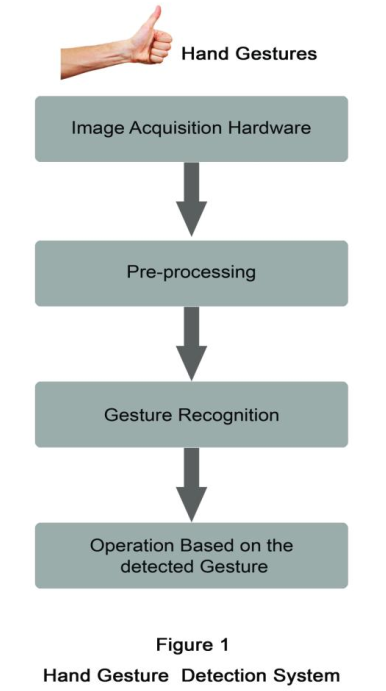 Hand Gestures
Image Acquisition Hardware
Pre-processing
Gesture Recognition
Operation Based on the
detected Gesture
Figure 1
Hand Gesture Detection System